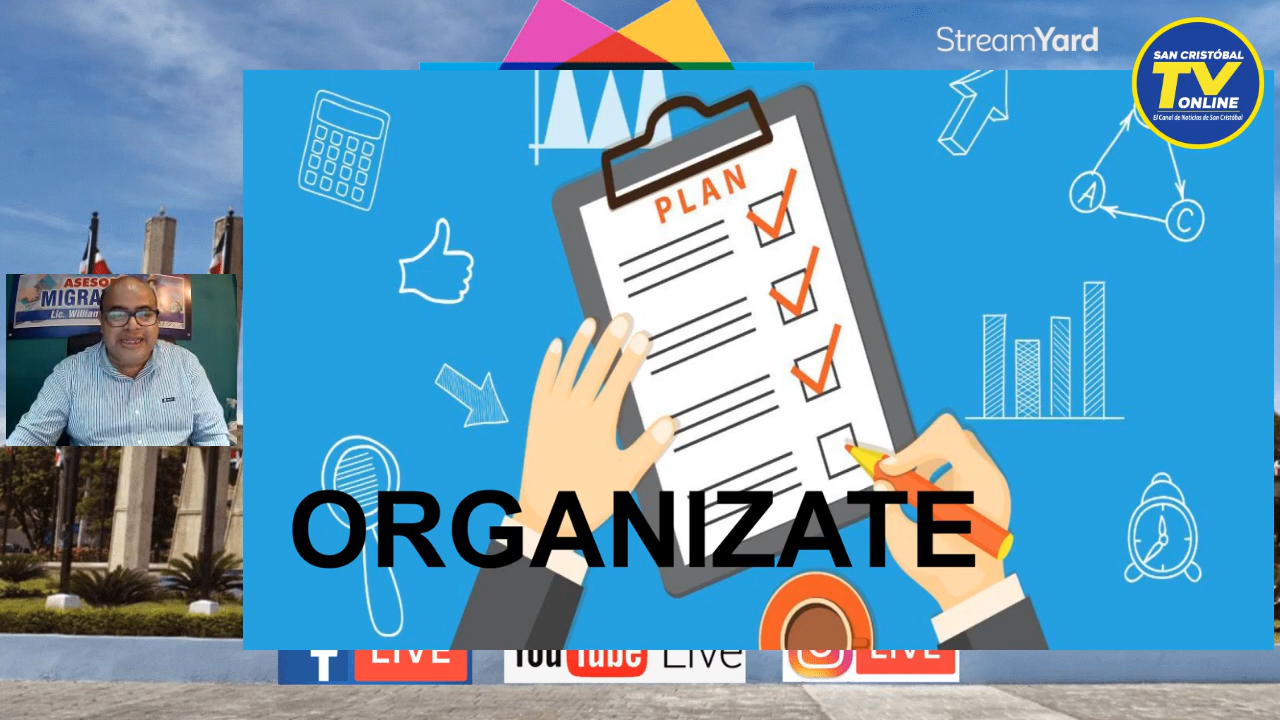 StreamYard
SAN CRISTÓBAL
TV
ONLINE
El Canal de Noticias de San Cristóbal
PLAN
A
C
ASESOR
MIGRA
Lic. William
ORGANIZATE
f LIVE
YouTube Live
LIVE